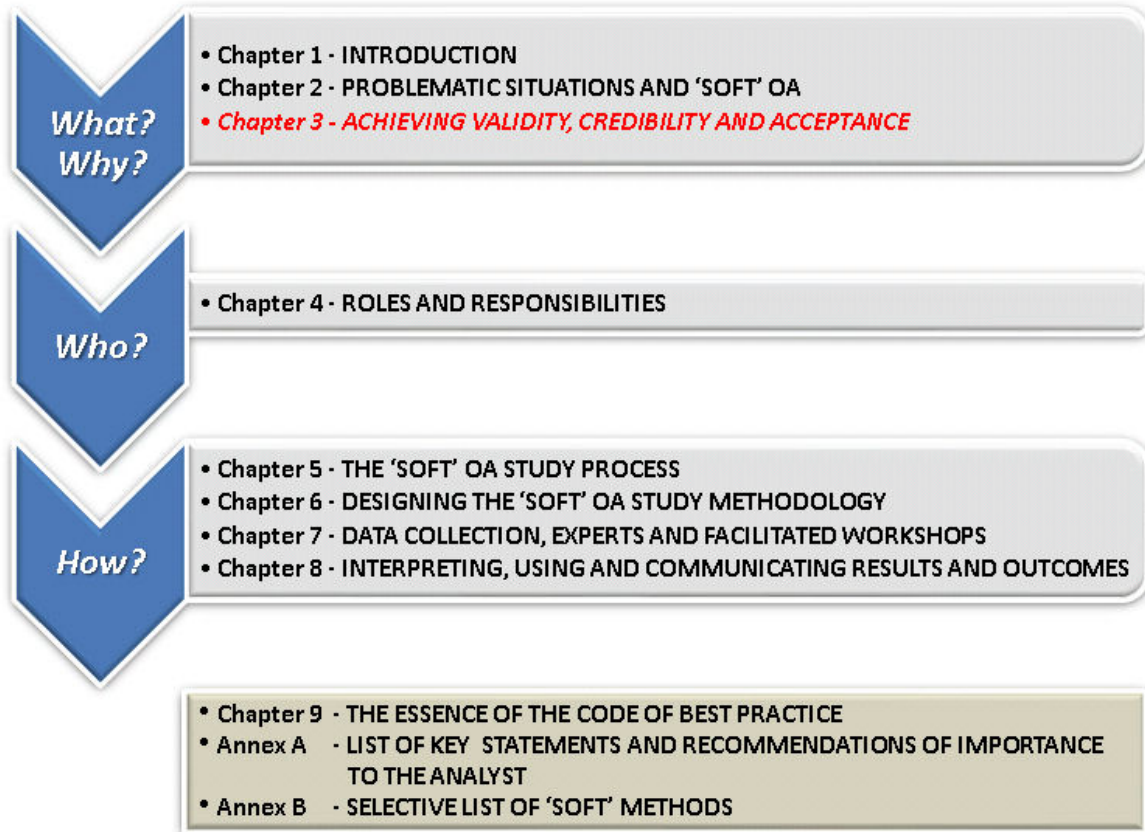 What?
Why?
• Chapter 1 - INTRODUCTION
• Chapter 2 - PROBLEMATIC SITUATIONS AND ‘SOFT’ OA
• Chapter 3 - ACHIEVING VALIDITY, CREDIBILITY AND ACCEPTANCE
Who?
• Chapter 4 - ROLES AND RESPONSIBILITIES
How?
• Chapter 5 - THE ‘SOFT’ OA STUDY PROCESS
• Chapter 6 - DESIGNING THE ‘SOFT’ OA STUDY METHODOLOGY
• Chapter 7 - DATA COLLECTION, EXPERTS AND FACILITATED WORKSHOPS
• Chapter 8 - INTERPRETING, USING AND COMMUNICATING RESULTS AND OUTCOMES
• Chapter 9 - THE ESSENCE OF THE CODE OF BEST PRACTICE
• Annex A - LIST OF KEY STATEMENTS AND RECOMMENDATIONS OF IMPORTANCE
TO THE ANALYST
• Annex B - SELECTIVE LIST OF ‘SOFT’ METHODS